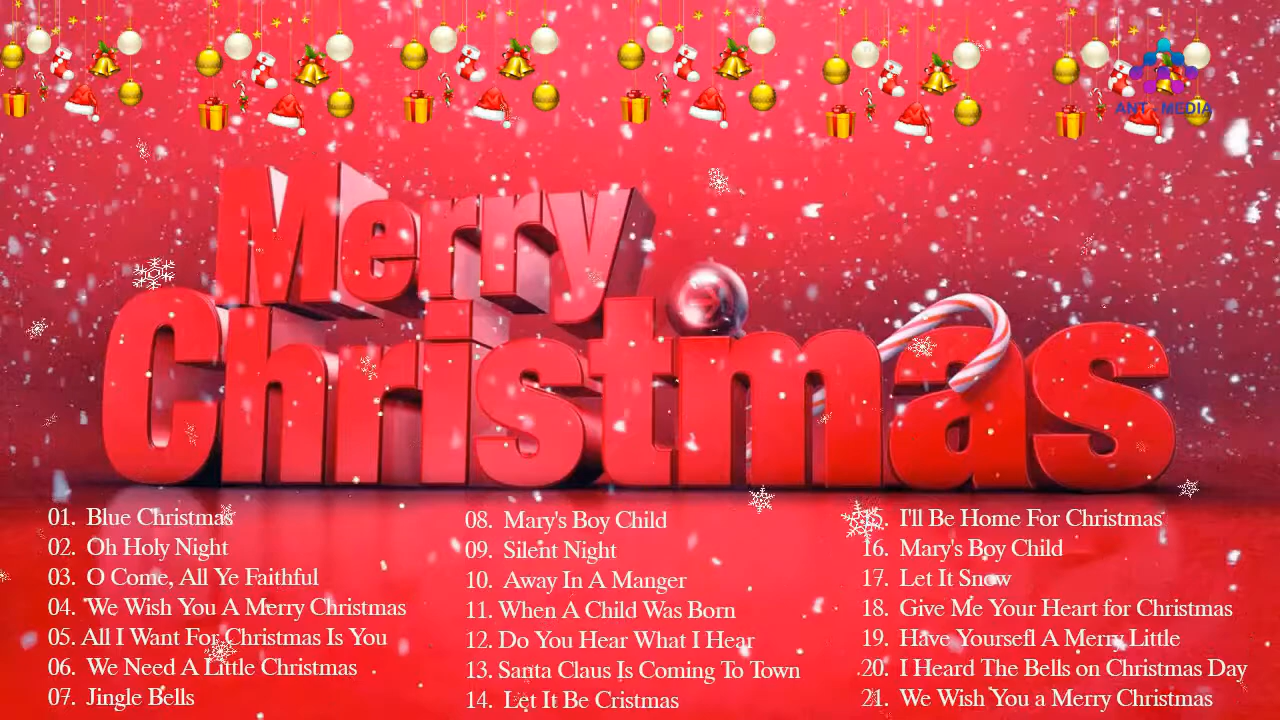 ANT - MEDIA
Merry
Christmas
01. Blue Christmas
02. Oh Holy Night
03. O Come, All Ye Faithful
04. We Wish You A Merry Christmas
05. All I Want For Christmas Is You
06. We Need A Little Christmas
07. Jingle Bells
08. Mary's Boy Child
09. Silent Night
10. Away In A Manger
11. When A Child Was Born
12. Do You Hear What I Hear
13. Santa Claus Is Coming To Town
14. Let It Be Cristmas
15. I'll Be Home For Christmas
16. Mary's Boy Child
17. Let It Snow
18. Give Me Your Heart for Christmas
19. Have Yoursefl A Merry Little
20. I Heard The Bells on Christmas Day
21. We Wish You a Merry Christmas